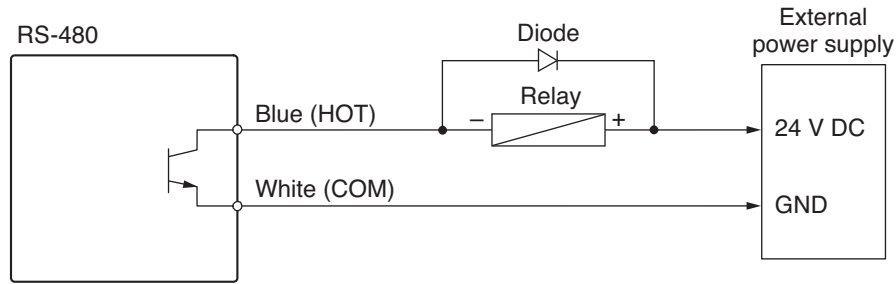 RS-480
External
power supply
Diode
Relay
Blue (HOT)
– +
24 V DC
White (COM)
GND